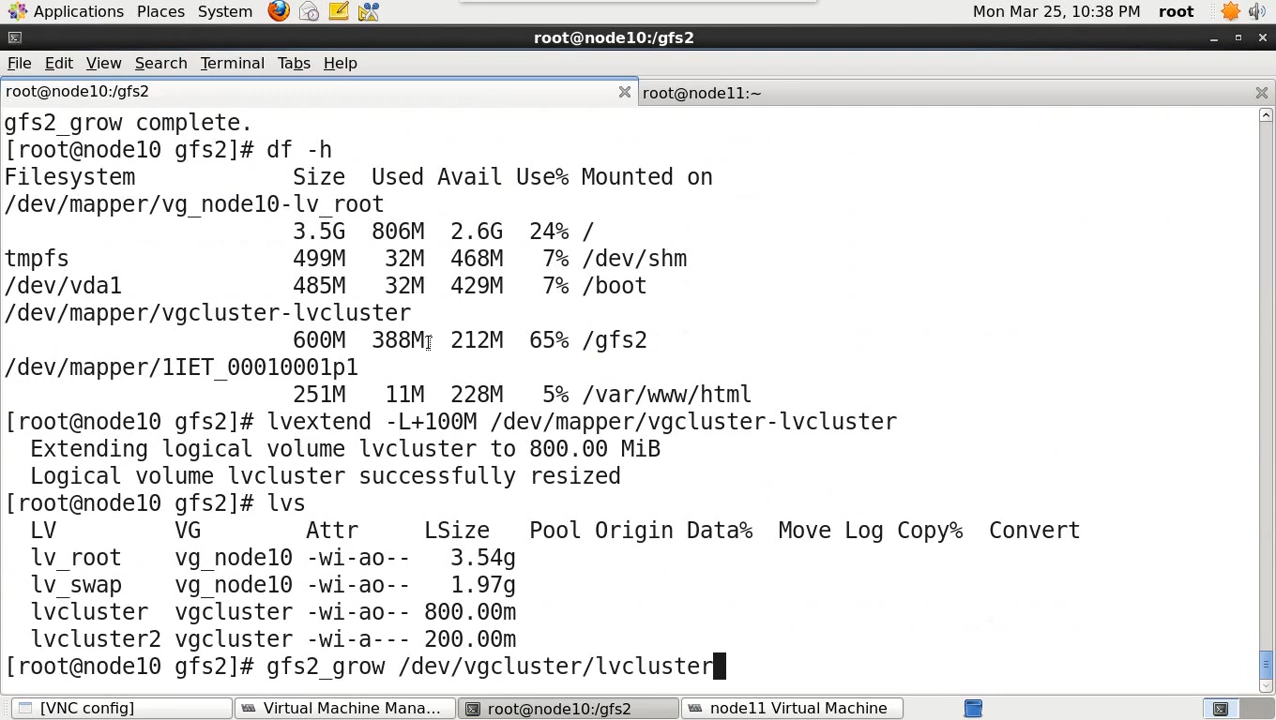 Applications Places System Mon Mar 25, 10:38 PM root
root@node10:/gfs2
File Edit View Search Terminal Tabs Help
root@node10:/gfs2 root@node11:~
gfs2_grow complete.
[root@node10 gfs2]# df -h
Filesystem Size Used Avail Use% Mounted on
/dev/mapper/vg_node10-lv_root
3.5G 806M 2.6G 24% /
tmpfs 499M 32M 468M 7% /dev/shm
/dev/vda1 485M 32M 429M 7% /boot
/dev/mapper/vgcluster-lvcluster
600M 388M 212M 65% /gfs2
/dev/mapper/1IET_00010001p1
251M 11M 228M 5% /var/www/html
[root@node10 gfs2]# lvextend -L+100M /dev/mapper/vgcluster-lvcluster
Extending logical volume lvcluster to 800.00 MiB
Logical volume lvcluster successfully resized
[root@node10 gfs2]# lvs
LV VG Attr LSize Pool Origin Data% Move Log Copy% Convert
lv_root vg_node10 -wi-ao-- 3.54g
lv_swap vg_node10 -wi-ao-- 1.97g
lvcluster vgcluster -wi-ao-- 800.00m
lvcluster2 vgcluster -wi-a--- 200.00m
[root@node10 gfs2]# gfs2_grow /dev/vgcluster/lvcluster
[VNC config] Virtual Machine Mana... root@node10:/gfs2 node11 Virtual Machine